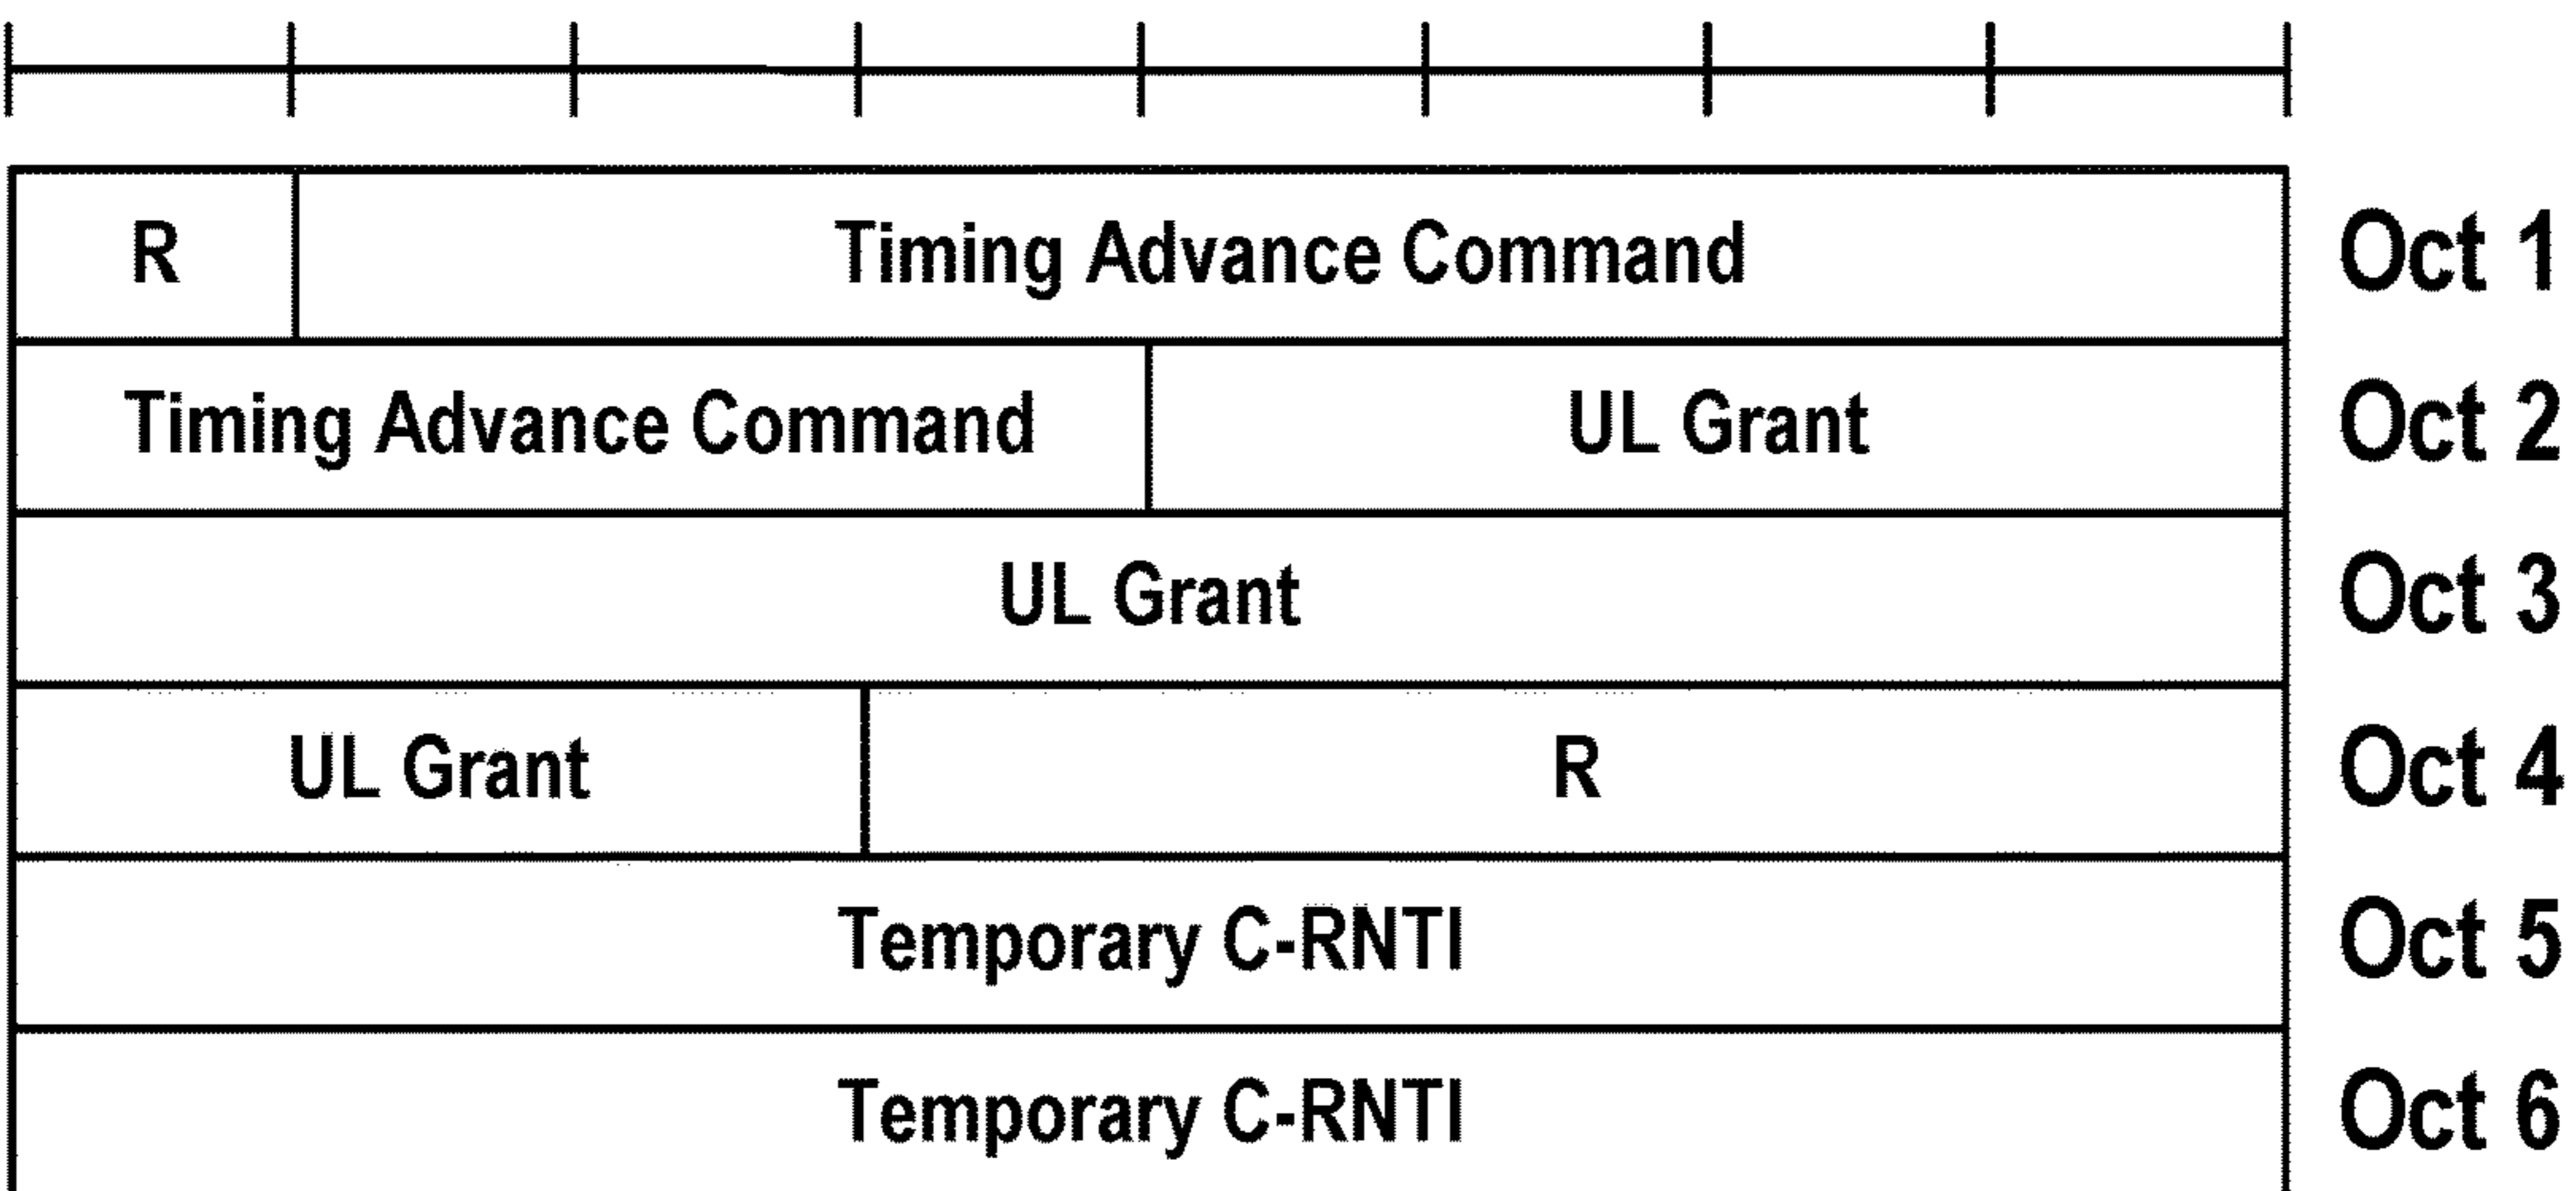 R Timing Advance Command Oct 1
Timing Advance Command UL Grant Oct 2
UL Grant Oct 3
UL Grant R Oct 4
Temporary C-RNTI Oct 5
Temporary C-RNTI Oct 6